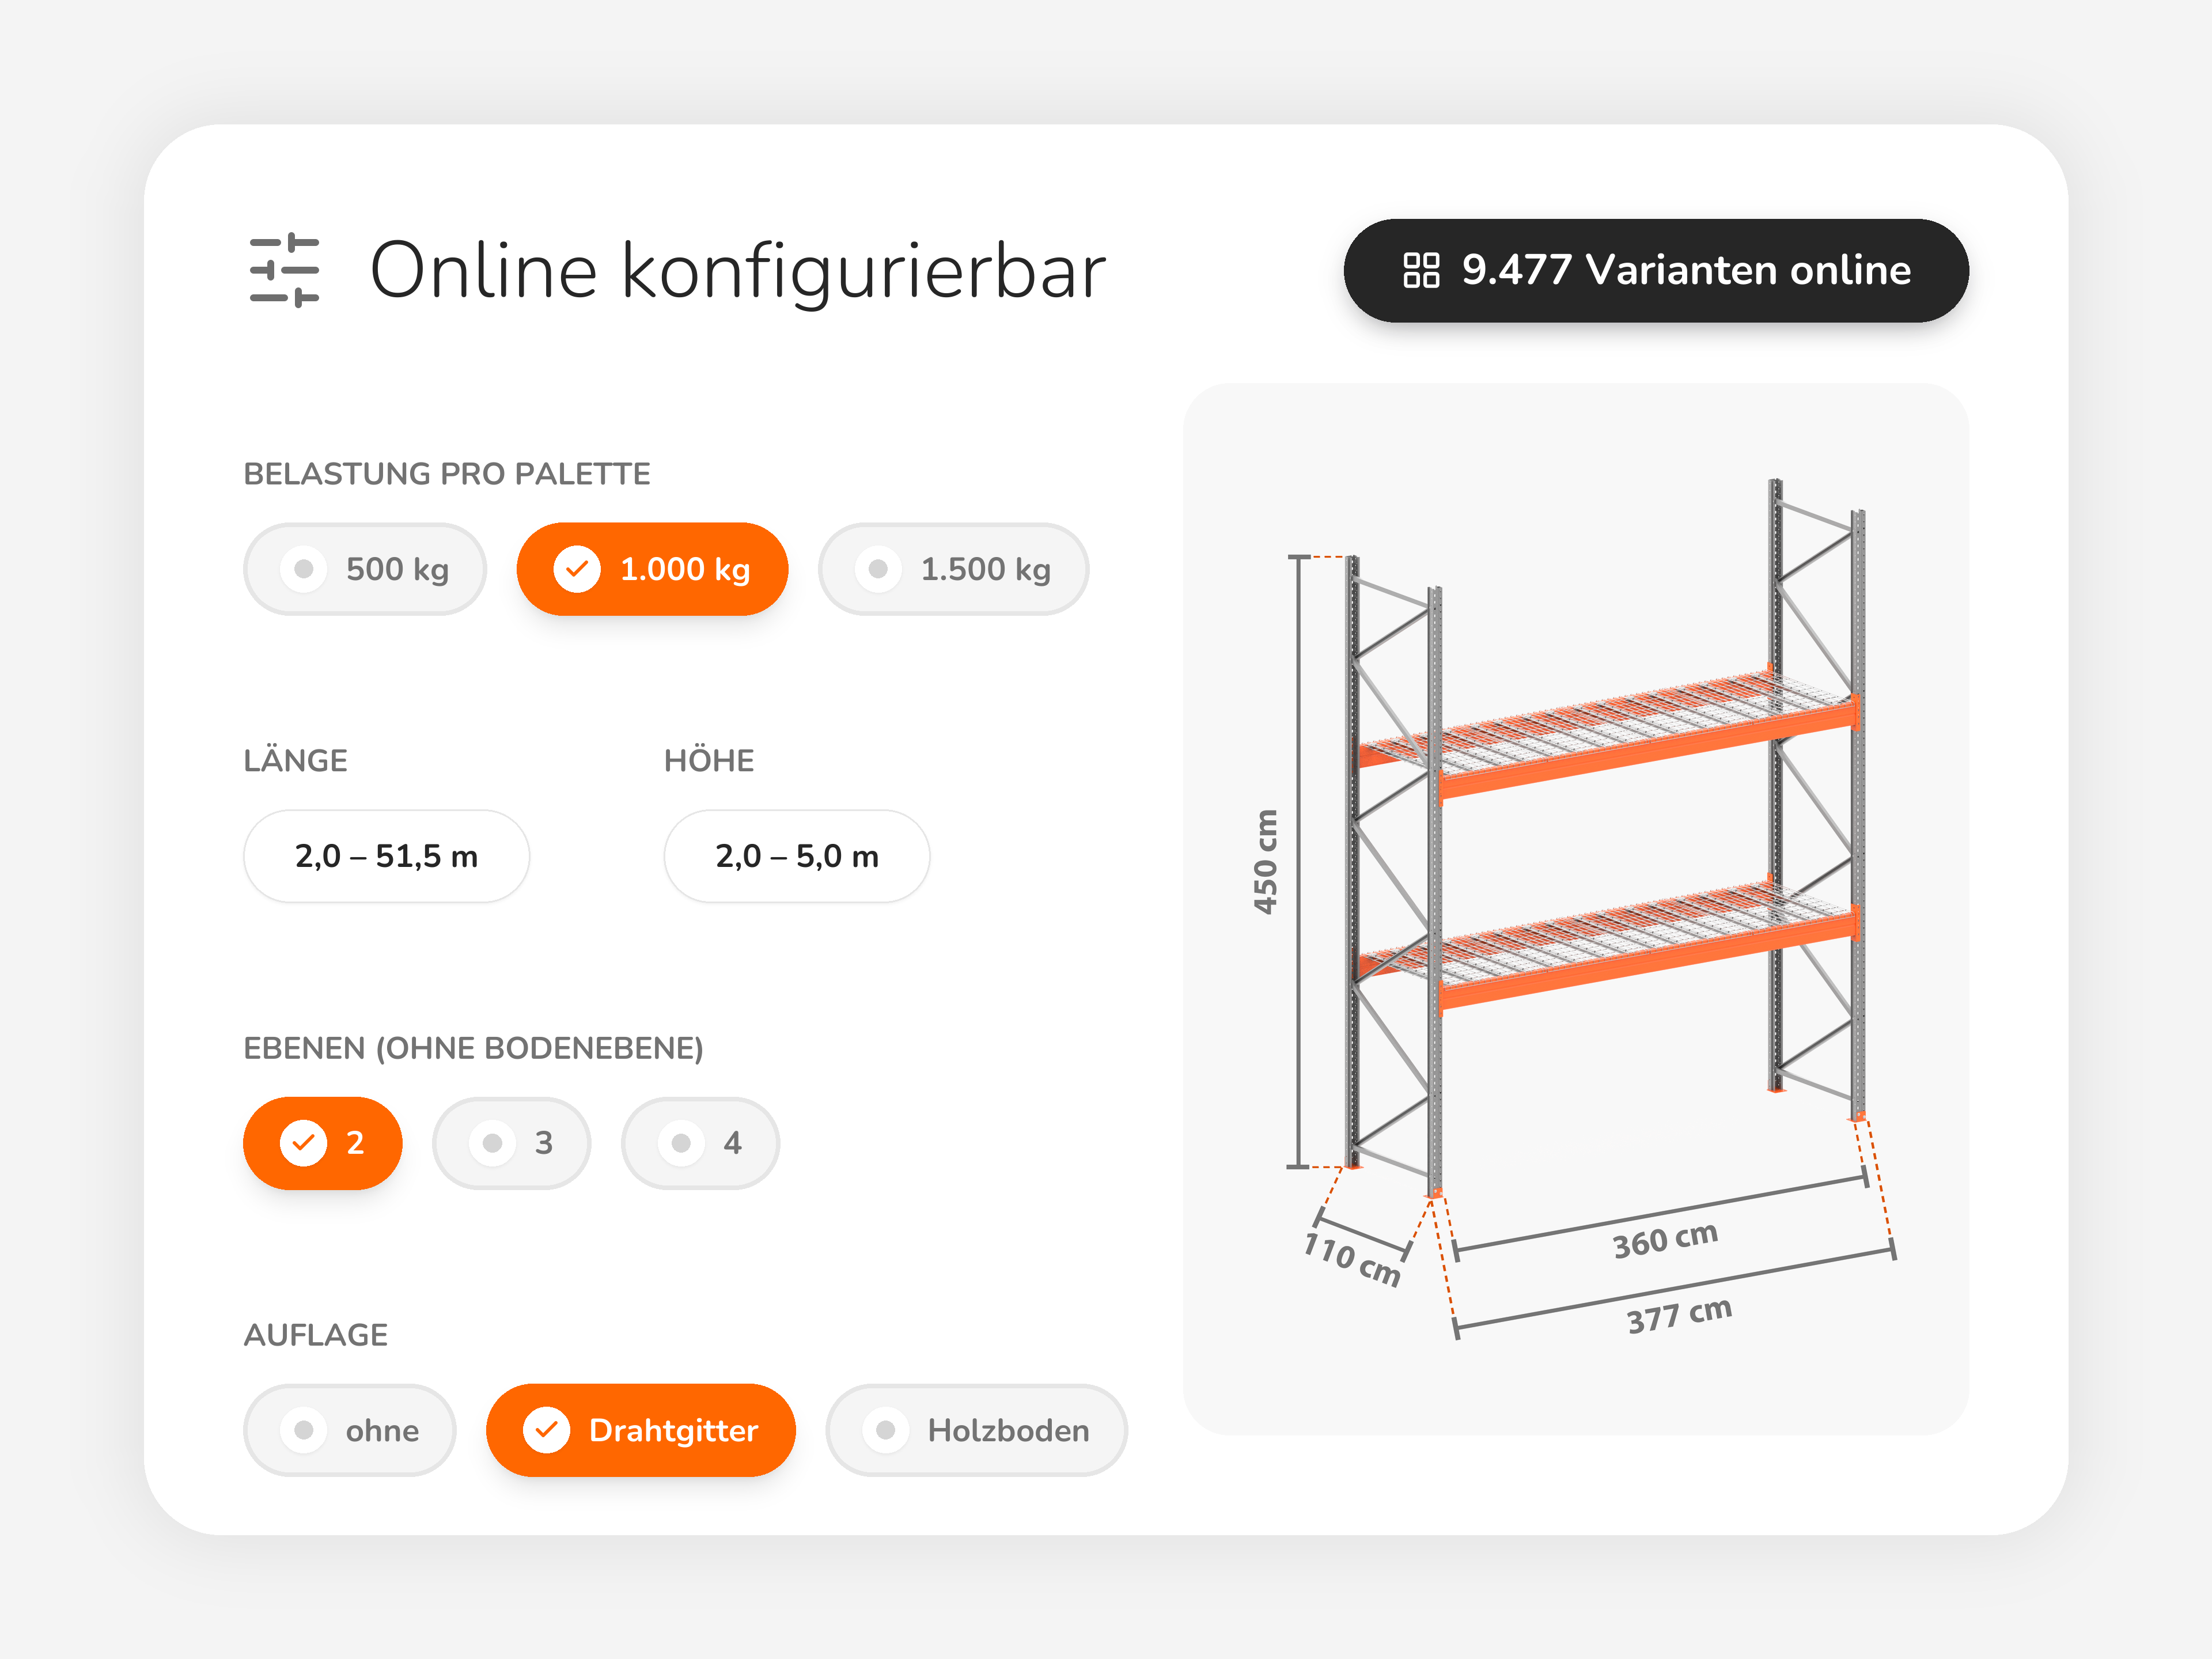 Online konfigurierbar
9.477 Varianten online
BELASTUNG PRO PALETTE
500 kg
1.000 kg
1.500 kg
LÄNGE
HÖHE
2,0 – 51,5 m
2,0 – 5,0 m
EBENEN (OHNE BODENEBENE)
2
3
4
AUFLAGE
ohne
Drahtgitter
Holzboden
450 cm
110 cm
360 cm
377 cm